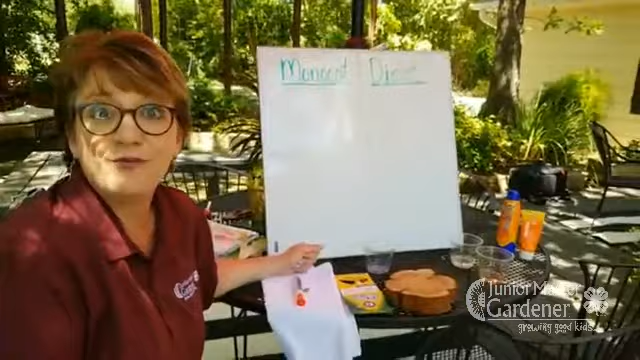 Monocot Dicot
Junior Master
Gardener
growing good kids